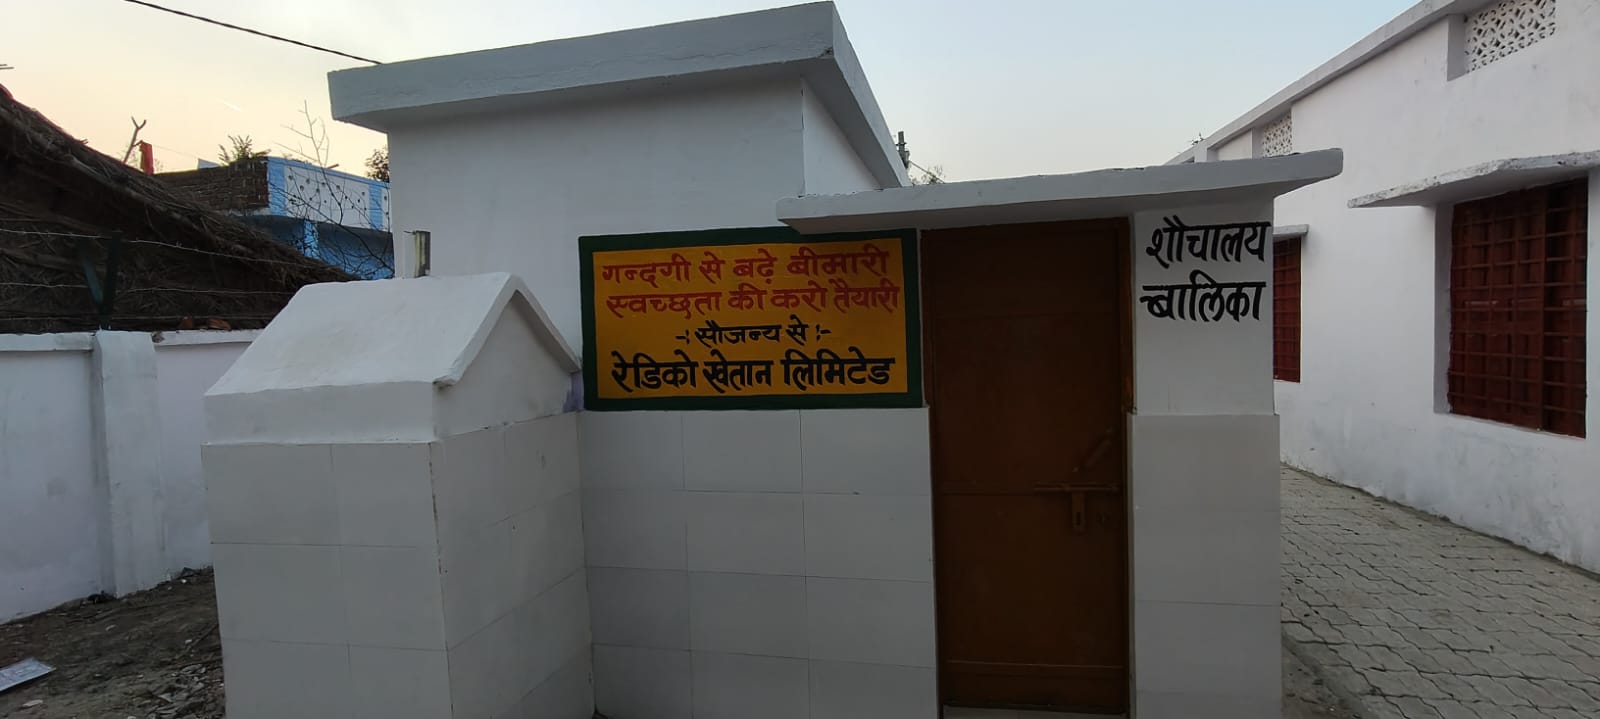 गन्दगी से बढ़े बीमारी
स्वच्छता की करो तैयारी
-: सौजन्य से :-
रेडिको खेतान लिमिटेड
शौचालय
बालिका